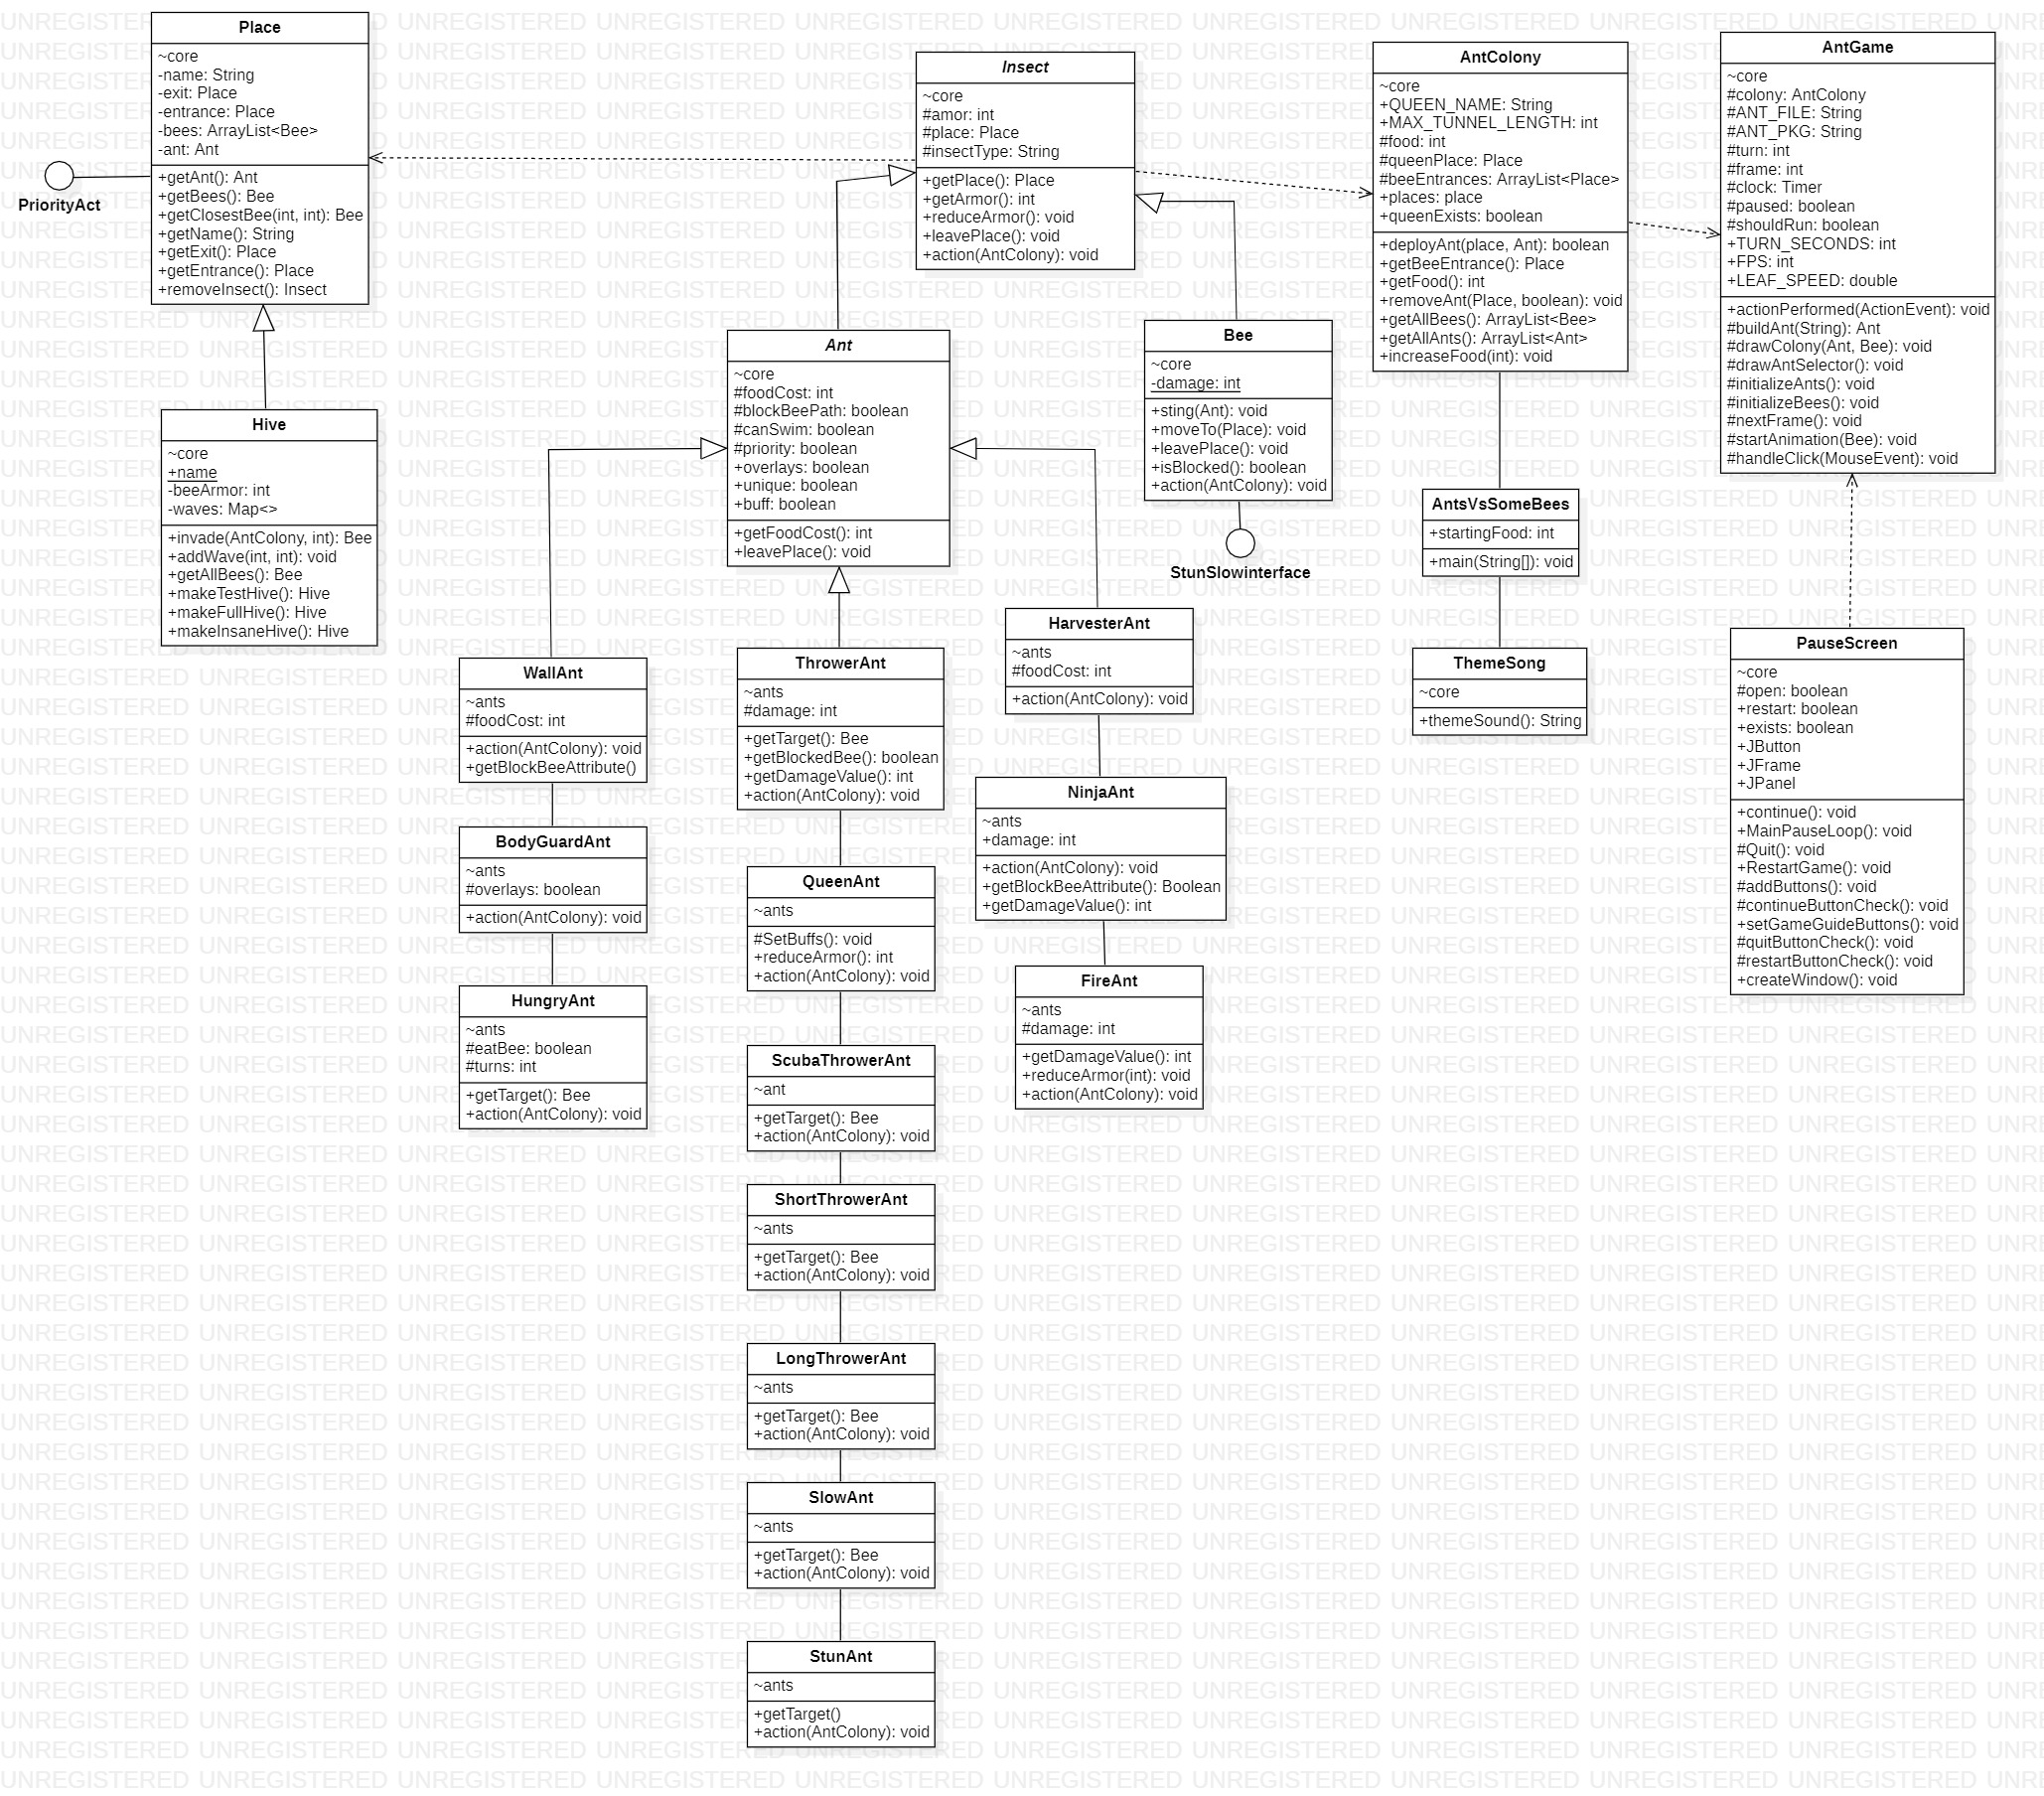 Place
~core
-name: String
-exit: Place
-entrance: Place
-bees: ArrayList<Bee>
-ant: Ant
+getAnt(): Ant
+getBees(): Bee
+getClosestBee(int, int): Bee
+getName(): String
+getExit(): Place
+getEntrance(): Place
+removeInsect(): Insect
PriorityAct
Hive
~core
+name
-beeArmor: int
-waves: Map<>
+invade(AntColony, int): Bee
+addWave(int, int): void
+getAllBees(): Bee
+makeTestHive(): Hive
+makeFullHive(): Hive
+makeInsaneHive(): Hive
Insect
~core
#amor: int
#place: Place
#insectType: String
+getPlace(): Place
+getArmor(): int
+reduceArmor(): void
+leavePlace(): void
+action(AntColony): void
Ant
~core
#foodCost: int
#blockBeePath: boolean
#canSwim: boolean
#priority: boolean
+overlays: boolean
+unique: boolean
+buff: boolean
+getFoodCost(): int
+leavePlace(): void
Bee
~core
-damage: int
+sting(Ant): void
+moveTo(Place): void
+leavePlace(): void
+isBlocked(): boolean
+action(AntColony): void
StunSlowinterface
AntColony
~core
+QUEEN_NAME: String
+MAX_TUNNEL_LENGTH: int
#food: int
#queenPlace: Place
#beeEntrances: ArrayList<Place>
+places: place
+queenExists: boolean
+deployAnt(place, Ant): boolean
+getBeeEntrance(): Place
+getFood(): int
+removeAnt(Place, boolean): void
+getAllBees(): ArrayList<Bee>
+getAllAnts(): ArrayList<Ant>
+increaseFood(int): void
AntGame
~core
#colony: AntColony
#ANT_FILE: String
#ANT_PKG: String
#turn: int
#frame: int
#clock: Timer
#paused: boolean
#shouldRun: boolean
+TURN_SECONDS: int
+FPS: int
+LEAF_SPEED: double
+actionPerformed(ActionEvent): void
#buildAnt(String): Ant
#drawColony(Ant, Bee): void
#drawAntSelector(): void
#initializeAnts(): void
#initializeBees(): void
#nextFrame(): void
#startAnimation(Bee): void
#handleClick(MouseEvent): void
AntsVsSomeBees
+startingFood: int
+main(String[]): void
ThemeSong
~core
+themeSound(): String
PauseScreen
~core
#open: boolean
+restart: boolean
+exists: boolean
+JButton
+JFrame
+JPanel
+continue(): void
+MainPauseLoop(): void
#Quit(): void
+RestartGame(): void
#addButtons(): void
#continueButtonCheck(): void
+setGameGuideButtons(): void
#quitButtonCheck(): void
#restartButtonCheck(): void
+createWindow(): void
WallAnt
~ants
#foodCost: int
+action(AntColony): void
+getBlockBeeAttribute()
BodyGuardAnt
~ants
#overlays: boolean
+action(AntColony): void
HungryAnt
~ants
#eatBee: boolean
#turns: int
+getTarget(): Bee
+action(AntColony): void
ThrowerAnt
~ants
#damage: int
+getTarget(): Bee
+getBlockedBee(): boolean
+getDamageValue(): int
+action(AntColony): void
QueenAnt
~ants
#SetBuffs(): void
+reduceArmor(): int
+action(AntColony): void
ScubaThrowerAnt
~ant
+getTarget(): Bee
+action(AntColony): void
ShortThrowerAnt
~ants
+getTarget(): Bee
+action(AntColony): void
LongThrowerAnt
~ants
+getTarget(): Bee
+action(AntColony): void
SlowAnt
~ants
+getTarget(): Bee
+action(AntColony): void
StunAnt
~ants
+getTarget()
+action(AntColony): void
HarvesterAnt
~ants
#foodCost: int
+action(AntColony): void
NinjaAnt
~ants
+damage: int
+action(AntColony): void
+getBlockBeeAttribute(): Boolean
+getDamageValue(): int
FireAnt
~ants
#damage: int
+getDamageValue(): int
+reduceArmor(int): void
+action(AntColony): void
UNREGISTERED